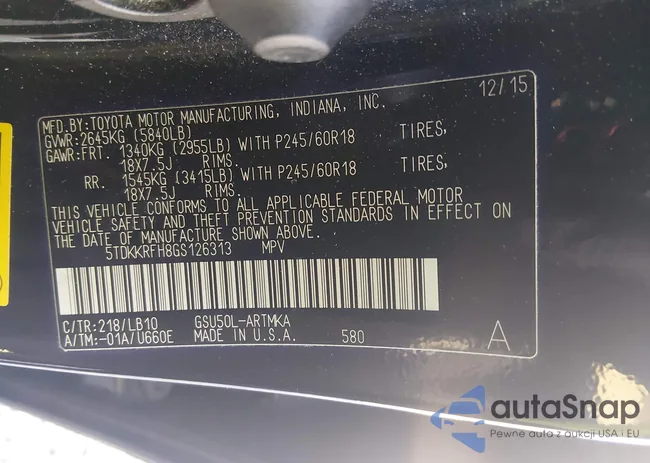 12/15
MFD.BY:TOYOTA MOTOR MANUFACTURING, INDIANA, INC.
GVWR:2645KG (5840LB)
GAWR:FRT. 1340KG (2955LB) WITH P245/60R18 TIRES,
18X7.5J RIMS.
RR. 1545KG (3415LB) WITH P245/60R18 TIRES,
18X7.5J RIMS.
THIS VEHICLE CONFORMS TO ALL APPLICABLE FEDERAL MOTOR
VEHICLE SAFETY AND THEFT PREVENTION STANDARDS IN EFFECT ON
THE DATE OF MANUFACTURE SHOWN ABOVE.
5TDKKRFH8GS126313 MPV
C/TR:218/LB10 GSU50L-ARTMKA
A/TM:-01A/U660E MADE IN U.S.A. 580 A
autaSnap
Pewne auta z aukcji USA i EU